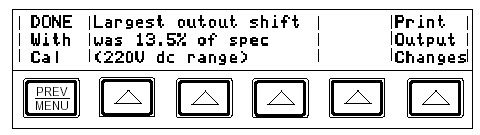 DONE Largest outout shift Print
With was 13.5% of spec Output
Cal (220V dc range) Changes
PREV
MENU